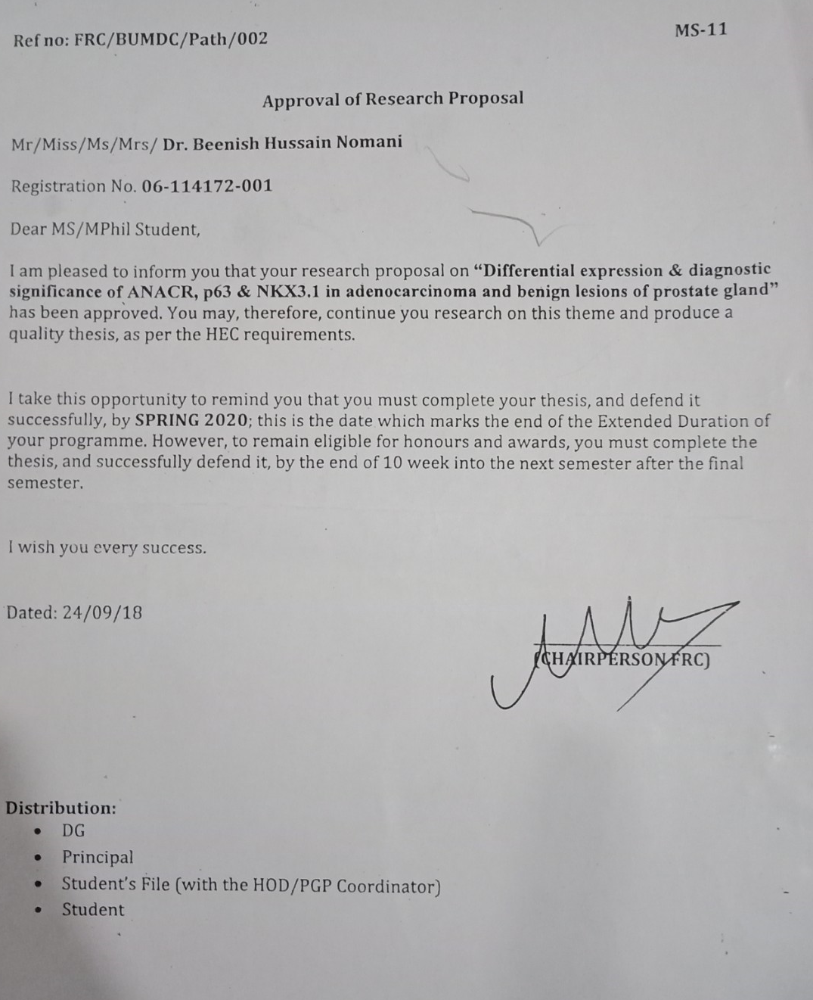 Ref no: FRC/BUMDC/Path/002
MS-11
Approval of Research Proposal
Mr/Miss/Ms/Mrs/ Dr. Beenish Hussain Nomani
Registration No. 06-114172-001
Dear MS/MPhil Student,
I am pleased to inform you that your research proposal on “Differential expression & diagnostic
significance of ANACR, p63 & NKX3.1 in adenocarcinoma and benign lesions of prostate gland”
has been approved. You may, therefore, continue you research on this theme and produce a
quality thesis, as per the HEC requirements.
I take this opportunity to remind you that you must complete your thesis, and defend it
successfully, by SPRING 2020; this is the date which marks the end of the Extended Duration of
your programme. However, to remain eligible for honours and awards, you must complete the
thesis, and successfully defend it, by the end of 10 week into the next semester after the final
semester.
I wish you every success.
Dated: 24/09/18
(CHAIRPERSON FRC)
Distribution:
• DG
• Principal
• Student's File (with the HOD/PGP Coordinator)
• Student